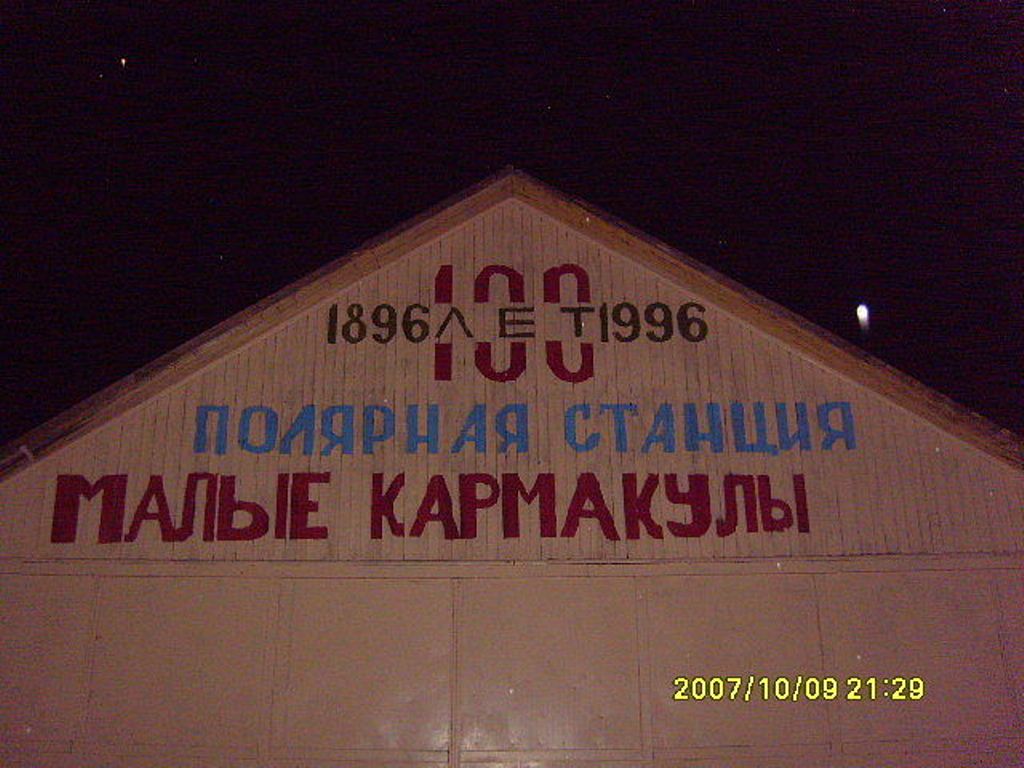 100
1896 ЛЕТ 1996
ПОЛЯРНАЯ СТАНЦИЯ
МАЛЫЕ КАРМАКУЛЫ
2007/10/09 21:29